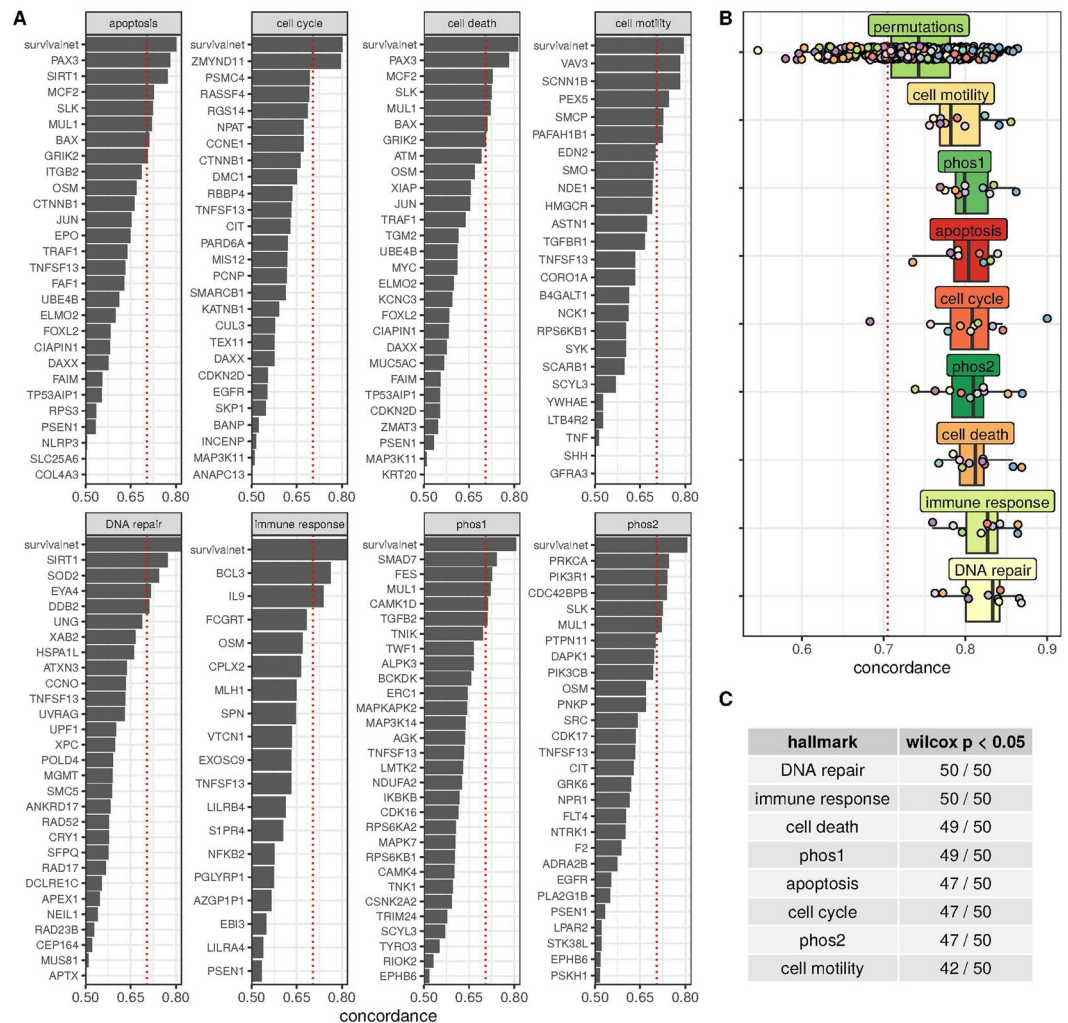 A
apoptosis
survivalnet
PAX3
SIRT1
MCF2
SLK
MUL1
BAX
GRIK2
ITGB2
OSM
CTNNB1
JUN
EPO
TRAF1
TNFSF13
FAF1
UBE4B
ELMO2
FOXL2
CIAPIN1
DAXX
FAIM
TP53AIP1
RPS3
PSEN1
NLRP3
SLC25A6
COL4A3
0.50 0.65 0.80
cell cycle
survivalnet
ZMYND11
PSMC4
RASSF4
RGS14
NPAT
CCNE1
CTNNB1
DMC1
RBBP4
TNFSF13
CIT
PARD6A
MIS12
PCNP
SMARCB1
KATNB1
CUL3
TEX11
DAXX
CDKN2D
EGFR
SKP1
BANP
INCENP
MAP3K11
ANAPC13
0.50 0.65 0.80
cell death
survivalnet
PAX3
MCF2
SLK
MUL1
BAX
GRIK2
ATM
OSM
XIAP
JUN
TRAF1
TGM2
UBE4B
MYC
ELMO2
KCNC3
FOXL2
CIAPIN1
DAXX
MUC5AC
FAIM
TP53AIP1
CDKN2D
ZMAT3
PSEN1
MAP3K11
KRT20
0.50 0.65 0.80
cell motility
survivalnet
VAV3
SCNN1B
PEX5
SMCP
PAFAH1B1
EDN2
SMO
NDE1
HMGCR
ASTN1
TGFBR1
TNFSF13
CORO1A
B4GALT1
NCK1
RPS6KB1
SYK
SCARB1
SCYL3
YWHAE
LTB4R2
TNF
SHH
GFRA3
0.50 0.65 0.80
DNA repair
survivalnet
SIRT1
SOD2
EYA4
DDB2
UNG
XAB2
HSPA1L
ATXN3
CCNO
TNFSF13
UVRAG
UPF1
XPC
POLD4
MGMT
SMC5
ANKRD17
RAD52
CRY1
SFPQ
RAD17
DCLRE1C
APEX1
NEIL1
RAD23B
CEP164
MUS81
APTX
0.50 0.65 0.80
immune response
survivalnet
BCL3
IL9
FCGRT
OSM
CPLX2
MLH1
SPN
VTCN1
EXOSC9
TNFSF13
LILRB4
S1PR4
NFKB2
PGLYRP1
AZGP1P1
EBI3
LILRA4
PSEN1
0.50 0.65 0.80
phos1
survivalnet
SMAD7
FES
MUL1
CAMK1D
TGFB2
TNIK
TWF1
ALPK3
BCKDK
ERC1
MAPKAPK2
MAP3K14
AGK
TNFSF13
LMTK2
NDUFA2
IKBKB
CDK16
RPS6KA2
MAPK7
RPS6KB1
CAMK4
TNK1
CSNK2A2
TRIM24
SCYL3
TYRO3
RIOK2
EPHB6
0.50 0.65 0.80
phos2
survivalnet
PRKCA
PIK3R1
CDC42BPB
SLK
MUL1
PTPN11
DAPK1
PIK3CB
OSM
PNKP
SRC
CDK17
TNFSF13
CIT
GRK6
NPR1
FLT4
NTRK1
F2
ADRA2B
EGFR
PLA2G1B
PSEN1
LPAR2
STK38L
EPHB6
PSKH1
0.50 0.65 0.80
concordance
B
permutations
cell motility
phos1
apoptosis
cell cycle
phos2
cell death
immune response
DNA repair
0.6 0.7 0.8 0.9
concordance
C
hallmark wilcox p < 0.05
DNA repair 50 / 50
immune response 50 / 50
cell death 49 / 50
phos1 49 / 50
apoptosis 47 / 50
cell cycle 47 / 50
phos2 47 / 50
cell motility 42 / 50